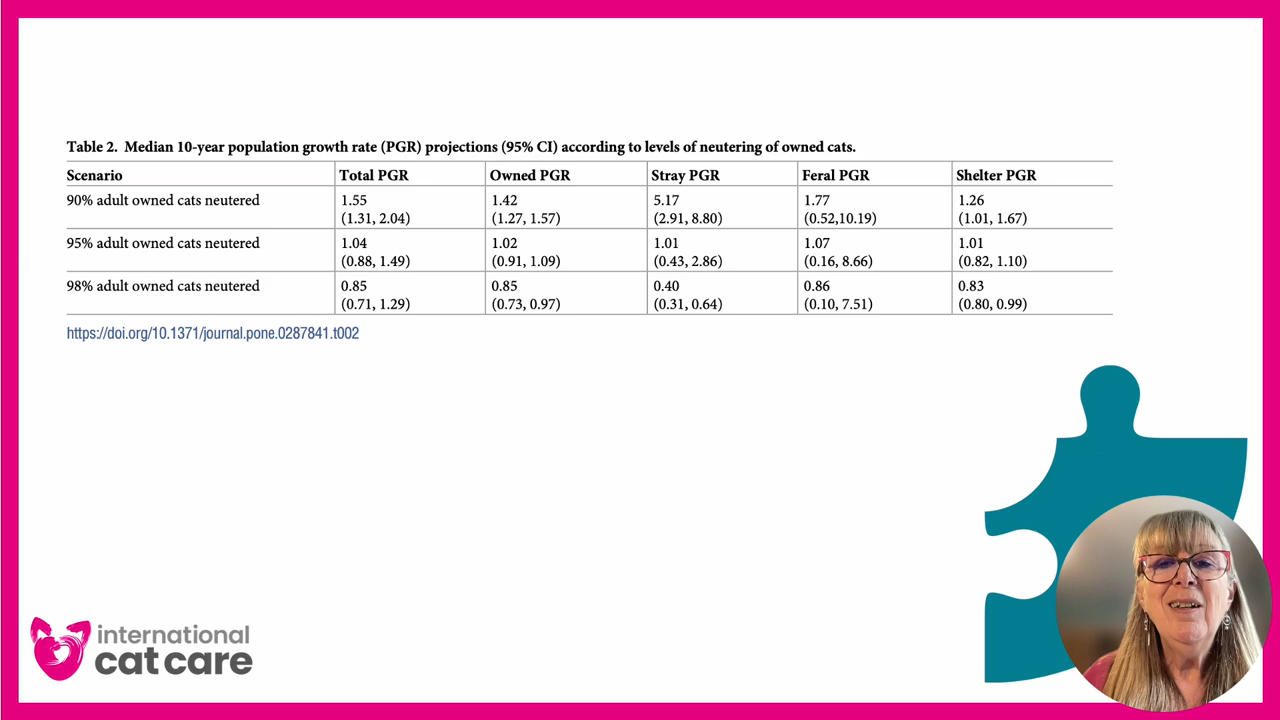 Table 2. Median 10-year population growth rate (PGR) projections (95% CI) according to levels of neutering of owned cats.
Scenario Total PGR Owned PGR Stray PGR Feral PGR Shelter PGR
90% adult owned cats neutered 1.55 1.42 5.17 1.77 1.26
(1.31, 2.04) (1.27, 1.57) (2.91, 8.80) (0.52,10.19) (1.01, 1.67)
95% adult owned cats neutered 1.04 1.02 1.01 1.07 1.01
(0.88, 1.49) (0.91, 1.09) (0.43, 2.86) (0.16, 8.66) (0.82, 1.10)
98% adult owned cats neutered 0.85 0.85 0.40 0.86 0.83
(0.71, 1.29) (0.73, 0.97) (0.31, 0.64) (0.10, 7.51) (0.80, 0.99)
https://doi.org/10.1371/journal.pone.0287841.t002
international
cat care